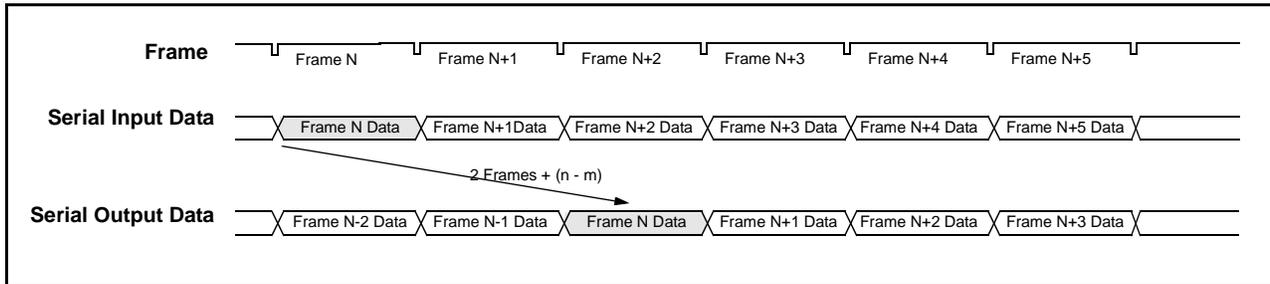 Frame
Frame N Frame N+1 Frame N+2 Frame N+3 Frame N+4 Frame N+5
Serial Input Data
Frame N Data Frame N+1Data Frame N+2 Data Frame N+3 Data Frame N+4 Data Frame N+5 Data
2 Frames + (n - m)
Serial Output Data
Frame N-2 Data Frame N-1 Data Frame N Data Frame N+1 Data Frame N+2 Data Frame N+3 Data